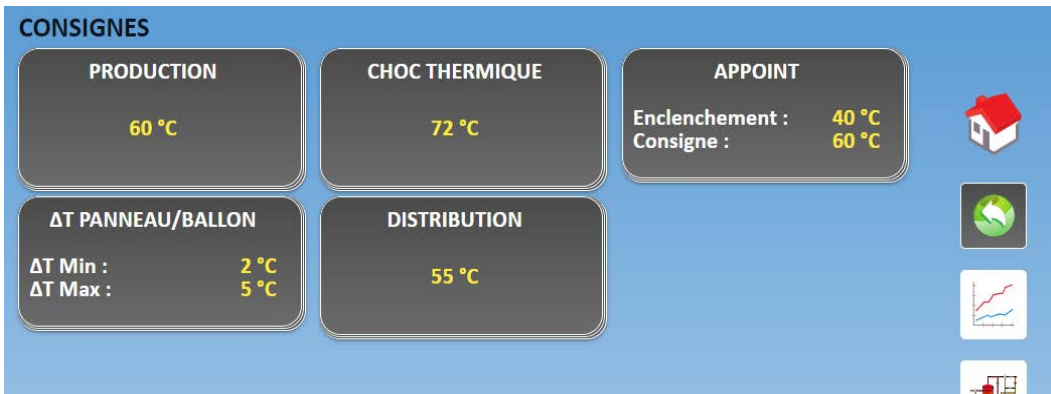 CONSIGNES
PRODUCTION
60 °C
CHOC THERMIQUE
72 °C
APPOINT
Enclenchement : 40 °C
Consigne : 60 °C
ΔT PANNEAU/BALLON
ΔT Min : 2 °C
ΔT Max : 5 °C
DISTRIBUTION
55 °C